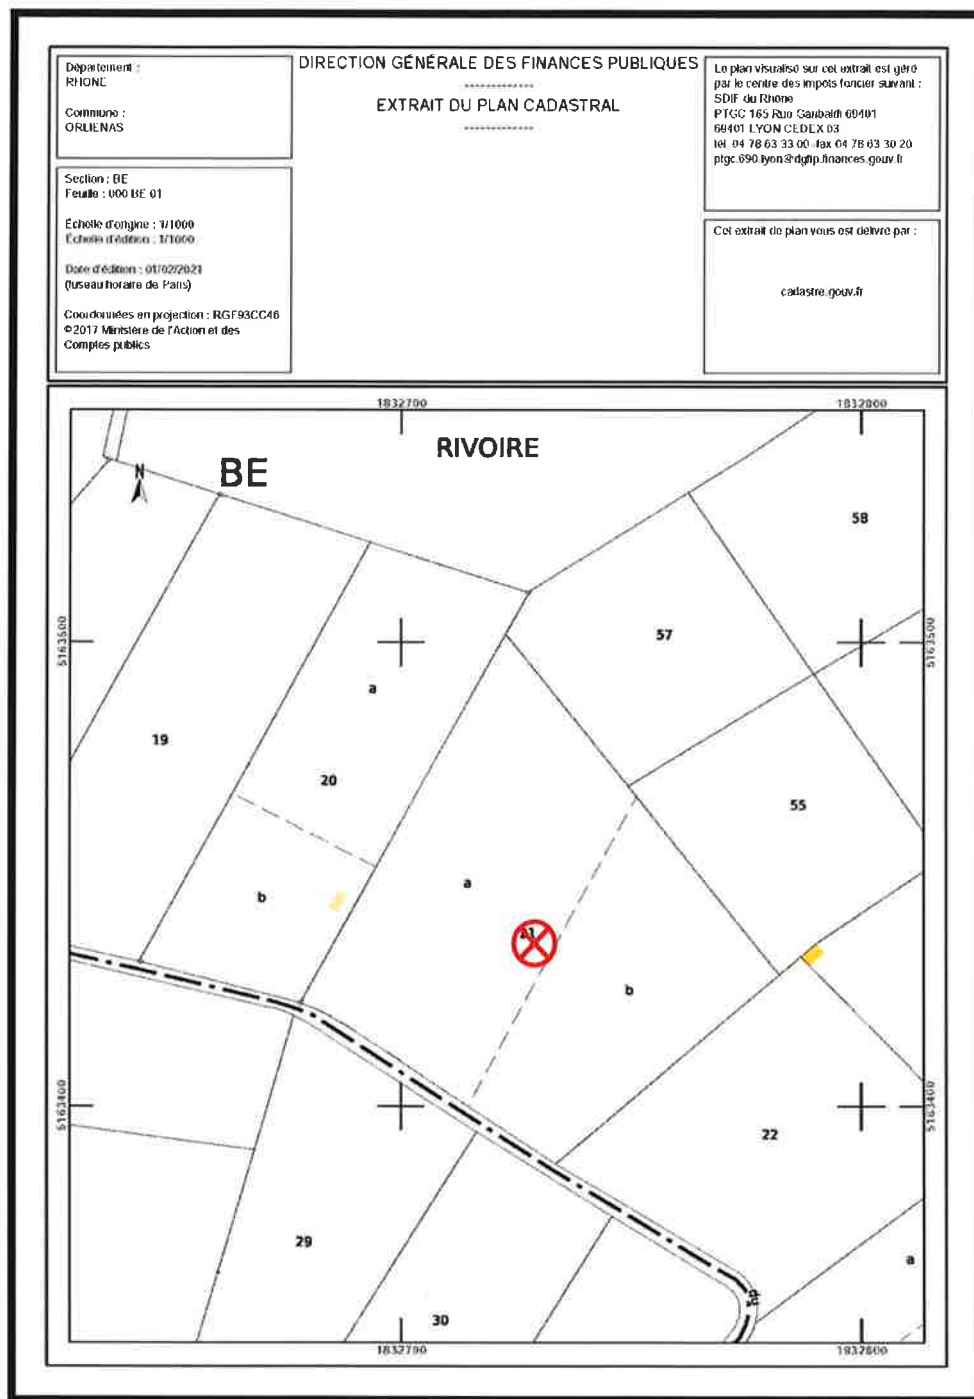 Département :
RHONE
Commune :
ORLIENAS
Section : BE
Feuille : 000 BE 01
Échelle d'origine : 1/1000
Échelle d'édition : 1/1000
Date d'édition : 01/02/2021
(fuseau horaire de Paris)
Coordonnées en projection : RGF93CC46
©2017 Ministère de l'Action et des
Comptes publics
DIRECTION GÉNÉRALE DES FINANCES PUBLIQUES
-------------
EXTRAIT DU PLAN CADASTRAL
-------------
Le plan visualisé sur cet extrait est géré
par le centre des impôts foncier suivant :
SDIF du Rhône
PTGC 165 Rue Garibaldi 69401
69401 LYON CEDEX 03
tél. 04 78 63 33 00 -fax 04 78 63 30 20
ptgc.690.lyon@dgfip.finances.gouv.fr
Cet extrait de plan vous est délivré par :
cadastre.gouv.fr
1832700
1832800
RIVOIRE
BE
N
58
5163500
57
5163500
a
19
20
55
a
b
21
b
5163400
5163400
22
29
a
du
30
1832700
1832800